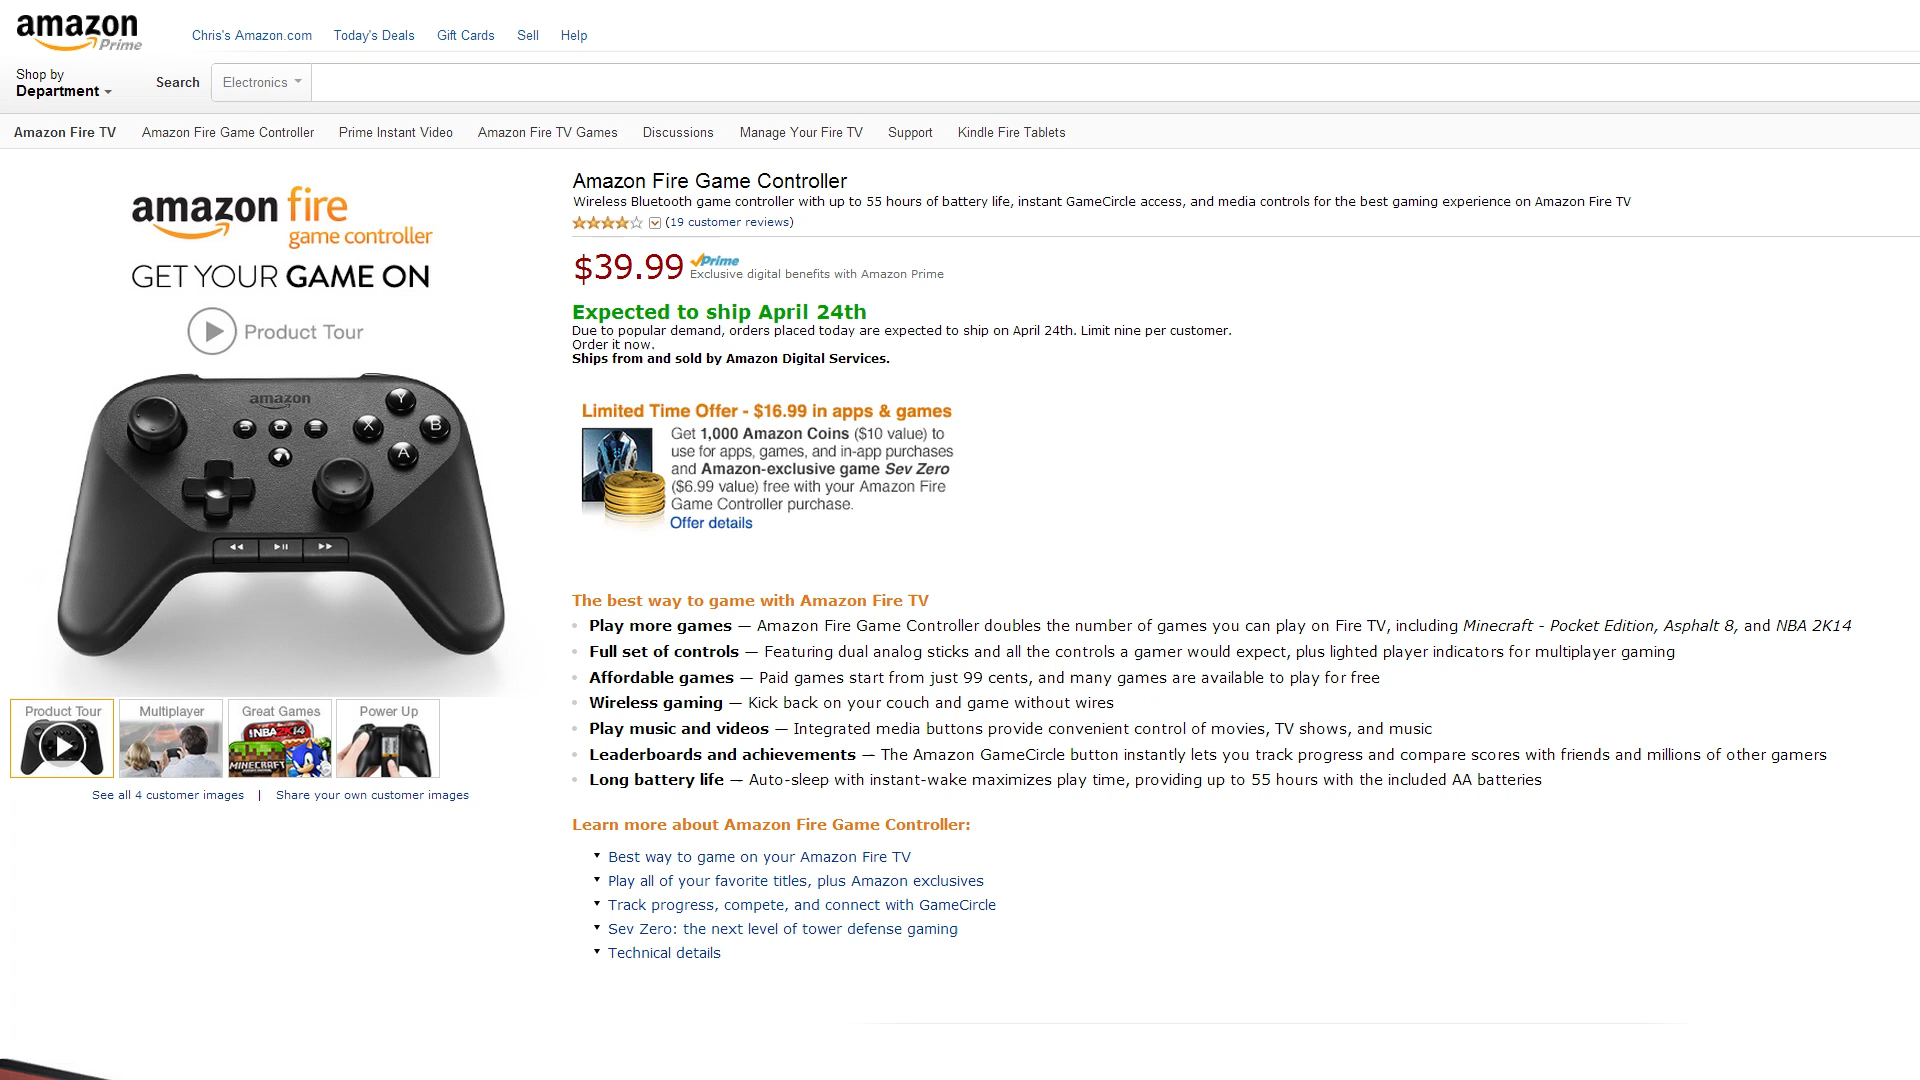 amazon
Prime
Chris's Amazon.com Today's Deals Gift Cards Sell Help
Shop by
Department
Search Electronics
Amazon Fire TV Amazon Fire Game Controller Prime Instant Video Amazon Fire TV Games Discussions Manage Your Fire TV Support Kindle Fire Tablets
amazon fire
game controller
GET YOUR GAME ON
Product Tour
amazon
Y
X
B
A
Product Tour
Multiplayer
Great Games
NBA2K14
MINECRAFT
Power Up
See all 4 customer images | Share your own customer images
Amazon Fire Game Controller
Wireless Bluetooth game controller with up to 55 hours of battery life, instant GameCircle access, and media controls for the best gaming experience on Amazon Fire TV
(19 customer reviews)
$39.99 Prime
Exclusive digital benefits with Amazon Prime
Expected to ship April 24th
Due to popular demand, orders placed today are expected to ship on April 24th. Limit nine per customer.
Order it now.
Ships from and sold by Amazon Digital Services.
Limited Time Offer - $16.99 in apps & games
Get 1,000 Amazon Coins ($10 value) to
use for apps, games, and in-app purchases
and Amazon-exclusive game Sev Zero
($6.99 value) free with your Amazon Fire
Game Controller purchase.
Offer details
The best way to game with Amazon Fire TV
Play more games — Amazon Fire Game Controller doubles the number of games you can play on Fire TV, including Minecraft - Pocket Edition, Asphalt 8, and NBA 2K14
Full set of controls — Featuring dual analog sticks and all the controls a gamer would expect, plus lighted player indicators for multiplayer gaming
Affordable games — Paid games start from just 99 cents, and many games are available to play for free
Wireless gaming — Kick back on your couch and game without wires
Play music and videos — Integrated media buttons provide convenient control of movies, TV shows, and music
Leaderboards and achievements — The Amazon GameCircle button instantly lets you track progress and compare scores with friends and millions of other gamers
Long battery life — Auto-sleep with instant-wake maximizes play time, providing up to 55 hours with the included AA batteries
Learn more about Amazon Fire Game Controller:
Best way to game on your Amazon Fire TV
Play all of your favorite titles, plus Amazon exclusives
Track progress, compete, and connect with GameCircle
Sev Zero: the next level of tower defense gaming
Technical details